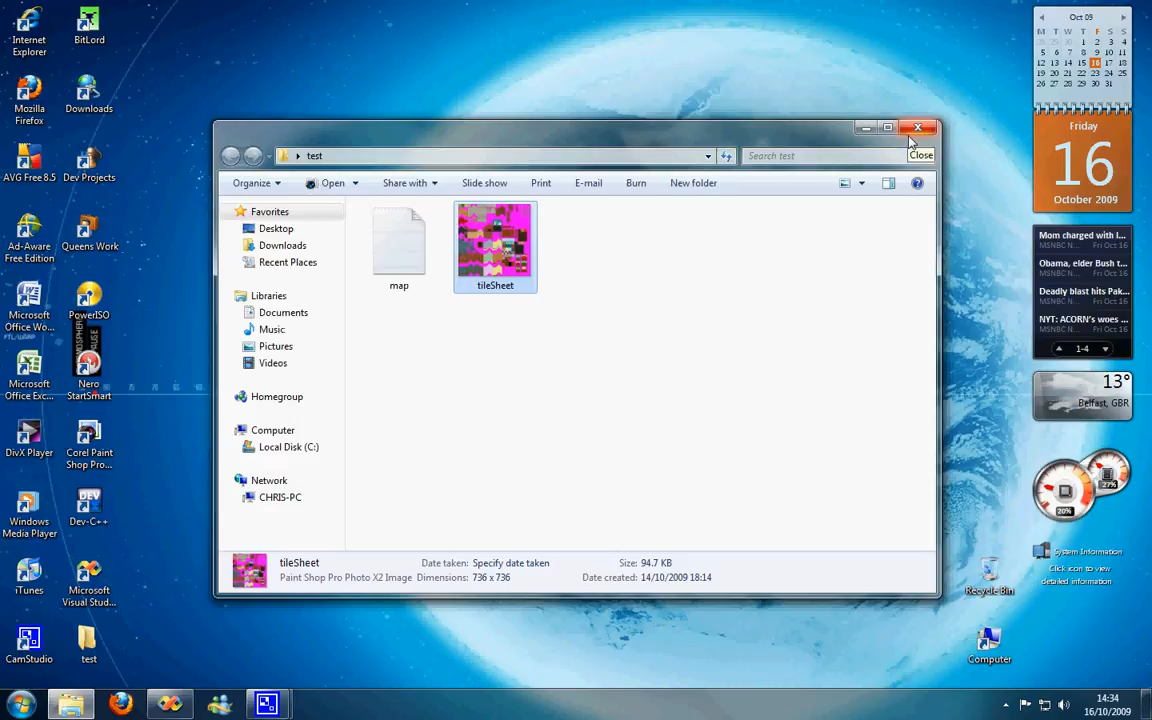 Internet
Explorer
BitLord
Mozilla
Firefox
Downloads
AVG Free 8.5
Dev Projects
Ad-Aware
Free Edition
Queens Work
Microsoft
Office Wo...
PowerISO
Microsoft
Office Exc...
Nero
StartSmart
DivX Player
Corel Paint
Shop Pro...
Windows
Media Player
Dev-C++
iTunes
Microsoft
Visual Stud...
CamStudio
test
test
Search test
Close
Organize
Open
Share with
Slide show
Print
E-mail
Burn
New folder
Favorites
Desktop
Downloads
Recent Places
Libraries
Documents
Music
Pictures
Videos
Homegroup
Computer
Local Disk (C:)
Network
CHRIS-PC
map
tileSheet
tileSheet
Date taken: Specify date taken
Size: 94.7 KB
Paint Shop Pro Photo X2 Image
Dimensions: 736 x 736
Date created: 14/10/2009 18:14
Oct 09
M T W T F S S
28 29 30 1 2 3 4
5 6 7 8 9 10 11
12 13 14 15 16 17 18
19 20 21 22 23 24 25
26 27 28 29 30 31
Friday
16
October 2009
Mom charged with i...
MSNBC N... Fri Oct 16
Obama, elder Bush t...
MSNBC N... Fri Oct 16
Deadly blast hits Pak...
MSNBC N... Fri Oct 16
NYT: ACORN's woes ...
MSNBC N... Fri Oct 16
1-4
13°
Belfast, GBR
27%
20%
System Information
Click icon to view
detailed information
Recycle Bin
Computer
14:34
16/10/2009